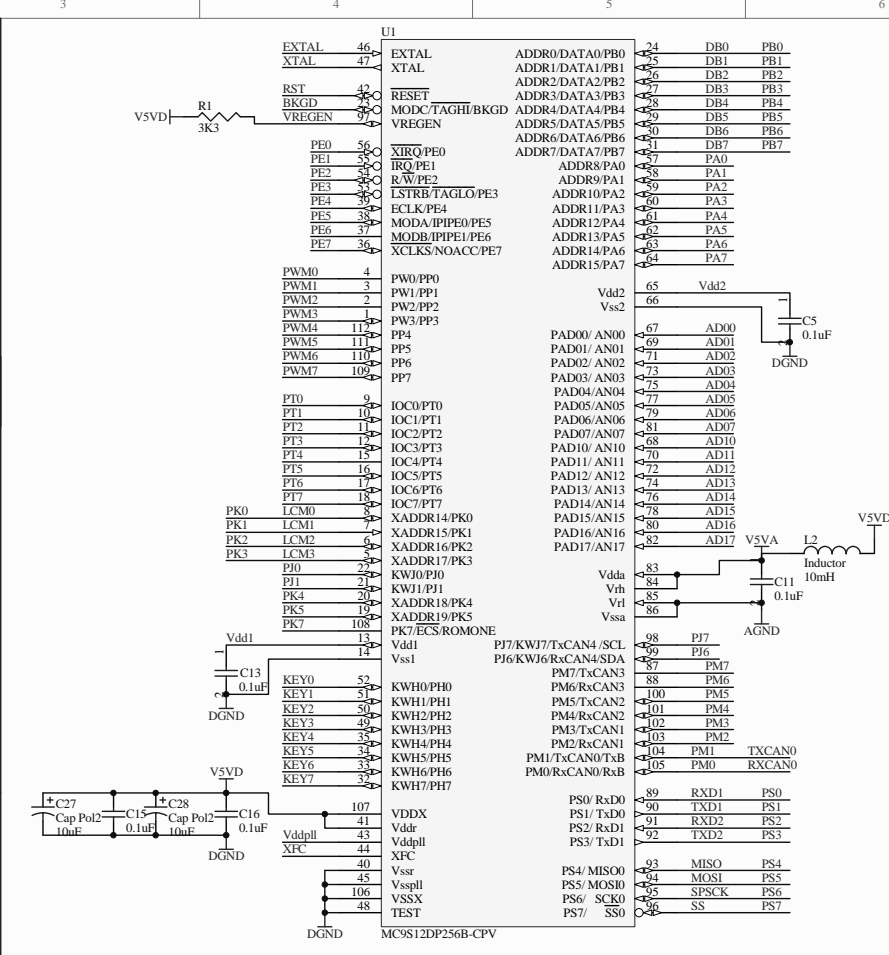 3 4 5 6
U1
EXTAL 46 EXTAL ADDR0/DATA0/PB0 24 DB0 PB0
XTAL 47 XTAL ADDR1/DATA1/PB1 25 DB1 PB1
ADDR2/DATA2/PB2 26 DB2 PB2
RST 42 RESET ADDR3/DATA3/PB3 27 DB3 PB3
BKGD 23 MODC/TAGHI/BKGD ADDR4/DATA4/PB4 28 DB4 PB4
V5VD R1 3K3 VREGEN 97 VREGEN ADDR5/DATA5/PB5 29 DB5 PB5
ADDR6/DATA6/PB6 30 DB6 PB6
PE0 56 XIRQ/PE0 ADDR7/DATA7/PB7 31 DB7 PB7
PE1 55 IRQ/PE1 ADDR8/PA0 57 PA0
PE2 54 R/W/PE2 ADDR9/PA1 58 PA1
PE3 53 LSTRB/TAGLO/PE3 ADDR10/PA2 59 PA2
PE4 39 ECLK/PE4 ADDR11/PA3 60 PA3
PE5 38 MODA/IPIPE0/PE5 ADDR12/PA4 61 PA4
PE6 37 MODB/IPIPE1/PE6 ADDR13/PA5 62 PA5
PE7 36 XCLKS/NOACC/PE7 ADDR14/PA6 63 PA6
ADDR15/PA7 64 PA7
PWM0 4 PW0/PP0
PWM1 3 PW1/PP1 Vdd2 65 Vdd2
PWM2 2 PW2/PP2 Vss2 66
PWM3 1 PW3/PP3 1 C5 0.1uF 2 DGND
PWM4 112 PP4 PAD00/ AN00 67 AD00
PWM5 111 PP5 PAD01/ AN01 69 AD01
PWM6 110 PP6 PAD02/ AN02 71 AD02
PWM7 109 PP7 PAD03/ AN03 73 AD03
PAD04/AN04 75 AD04
PT0 9 IOC0/PT0 PAD05/AN05 77 AD05
PT1 10 IOC1/PT1 PAD06/AN06 79 AD06
PT2 11 IOC2/PT2 PAD07/AN07 81 AD07
PT3 12 IOC3/PT3 PAD10/ AN10 68 AD10
PT4 15 IOC4/PT4 PAD11/ AN11 70 AD11
PT5 16 IOC5/PT5 PAD12/ AN12 72 AD12
PT6 17 IOC6/PT6 PAD13/ AN13 74 AD13
PT7 18 IOC7/PT7 PAD14/ AN14 76 AD14
PK0 LCM0 8 XADDR14/PK0 PAD15/AN15 78 AD15
PK1 LCM1 7 XADDR15/PK1 PAD16/AN16 80 AD16
PK2 LCM2 6 XADDR16/PK2 PAD17/AN17 82 AD17
PK3 LCM3 5 XADDR17/PK3 V5VA L2 Inductor 10mH V5VD
PJ0 22 KWJ0/PJ0 Vdda 83
PJ1 21 KWJ1/PJ1 Vrh 84 1 C11 0.1uF
PK4 20 XADDR18/PK4 Vrl 85 2
PK5 19 XADDR19/PK5 Vssa 86
PK7 108 PK7/ECS/ROMONE AGND
Vdd1 13 Vdd1 PJ7/KWJ7/TxCAN4 /SCL 98 PJ7
14 Vss1 PJ6/KWJ6/RxCAN4/SDA 99 PJ6
1 C13 0.1uF 2 DGND PM7/TxCAN3 87 PM7
KEY0 52 KWH0/PH0 PM6/RxCAN3 88 PM6
KEY1 51 KWH1/PH1 PM5/TxCAN2 100 PM5
KEY2 50 KWH2/PH2 PM4/RxCAN2 101 PM4
KEY3 49 KWH3/PH3 PM3/TxCAN1 102 PM3
KEY4 35 KWH4/PH4 PM2/RxCAN1 103 PM2
KEY5 34 KWH5/PH5 PM1/TxCAN0/TxB 104 PM1 TXCAN0
KEY6 33 KWH6/PH6 PM0/RxCAN0/RxB 105 PM0 RXCAN0
KEY7 32 KWH7/PH7
V5VD
PS0/ RxD0 89 RXD1 PS0
107 VDDX PS1/ TxD0 90 TXD1 PS1
41 Vddr PS2/ RxD1 91 RXD2 PS2
Vddpll 43 Vddpll PS3/ TxD1 92 TXD2 PS3
XFC 44 XFC
C27 Cap Pol2 10uF C15 0.1uF C28 Cap Pol2 10uF C16 0.1uF
DGND
40 Vssr PS4/ MISO0 93 MISO PS4
45 Vsspll PS5/ MOSI0 94 MOSI PS5
106 VSSX PS6/ SCK0 95 SPSCK PS6
48 TEST PS7/ SS0 96 SS PS7
DGND MC9S12DP256B-CPV